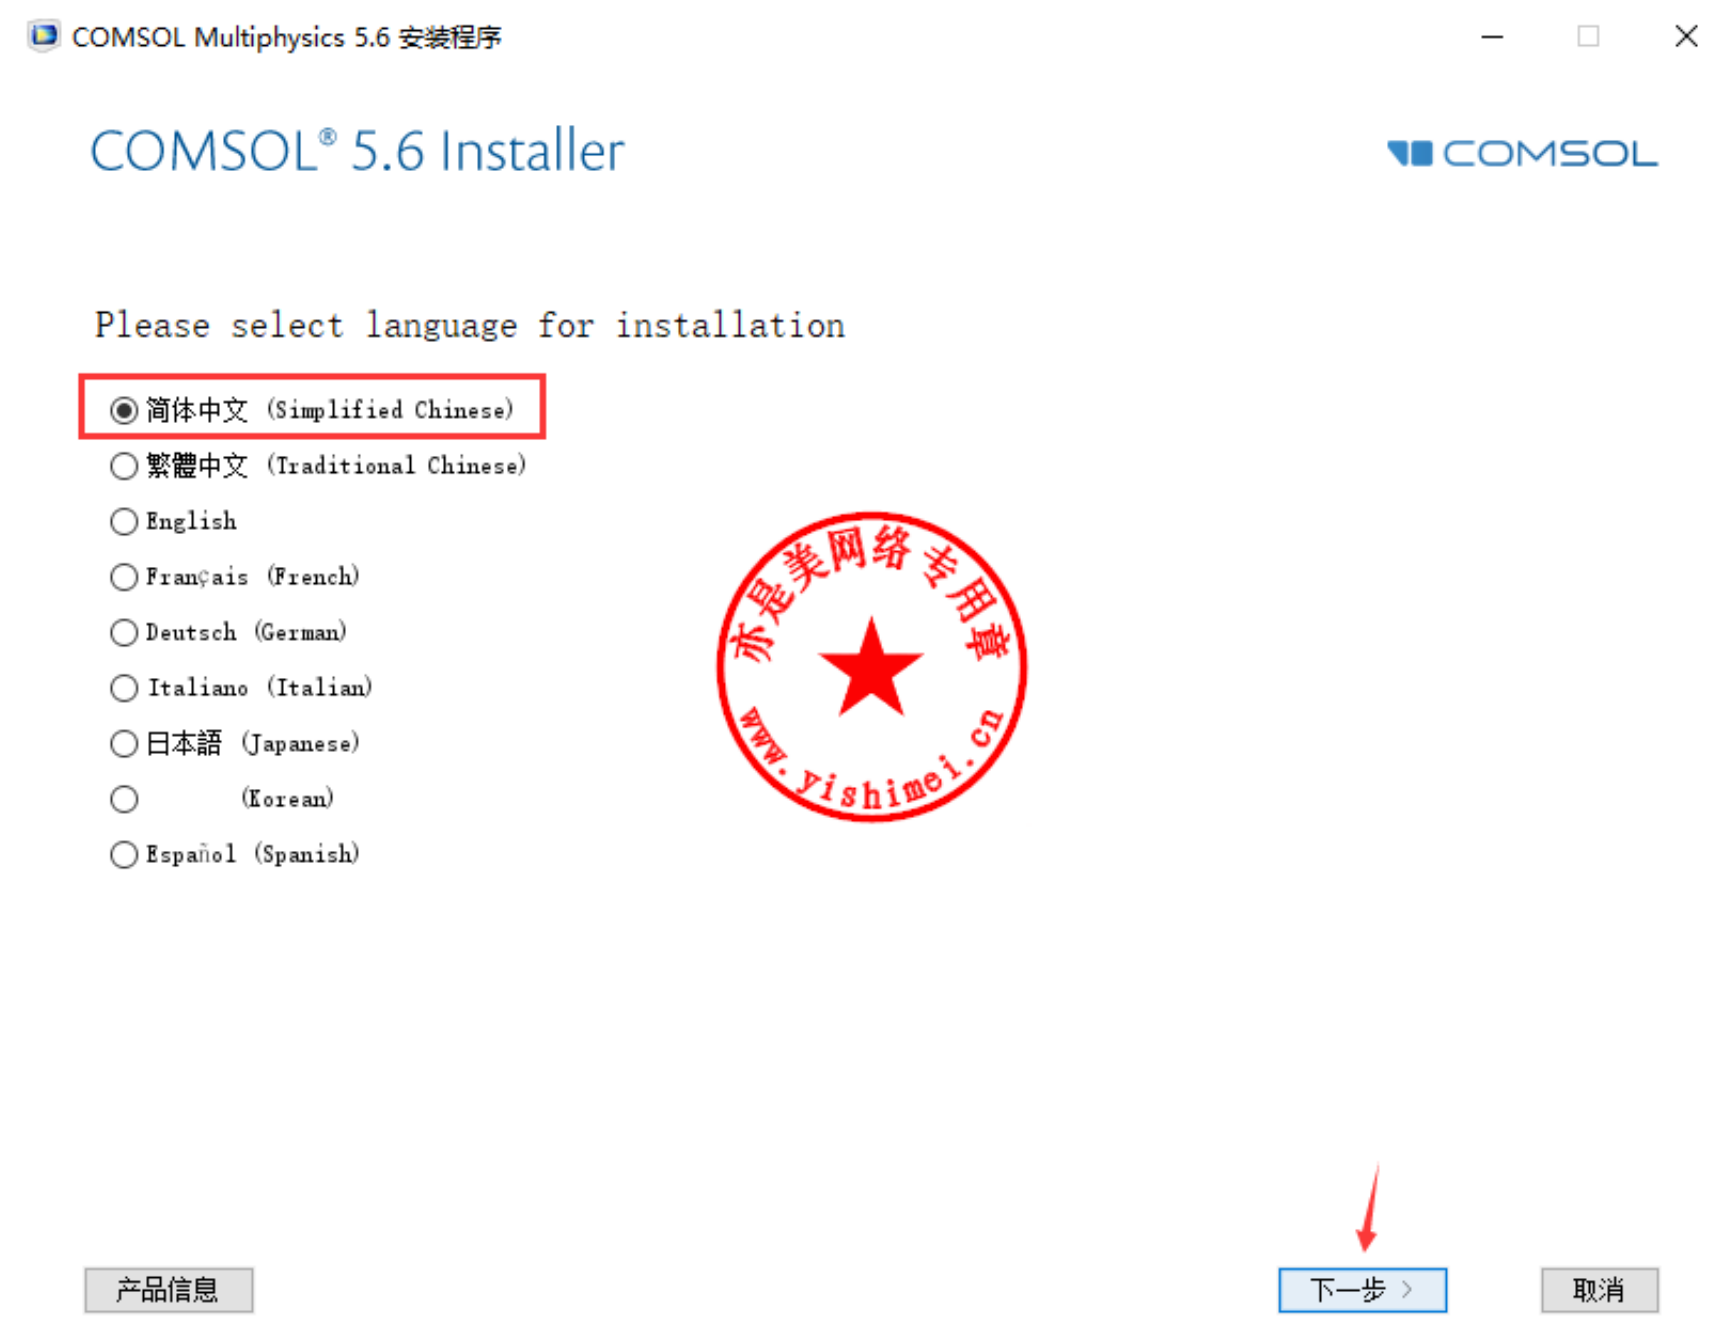 COMSOL Multiphysics 5.6 安装程序
COMSOL® 5.6 Installer
COMSOL
Please select language for installation
简体中文 (Simplified Chinese)
繁體中文 (Traditional Chinese)
English
Français (French)
Deutsch (German)
Italiano (Italian)
日本語 (Japanese)
(Korean)
Español (Spanish)
亦是美网络专用章
www.yishimei.cn
产品信息
下一步 >
取消